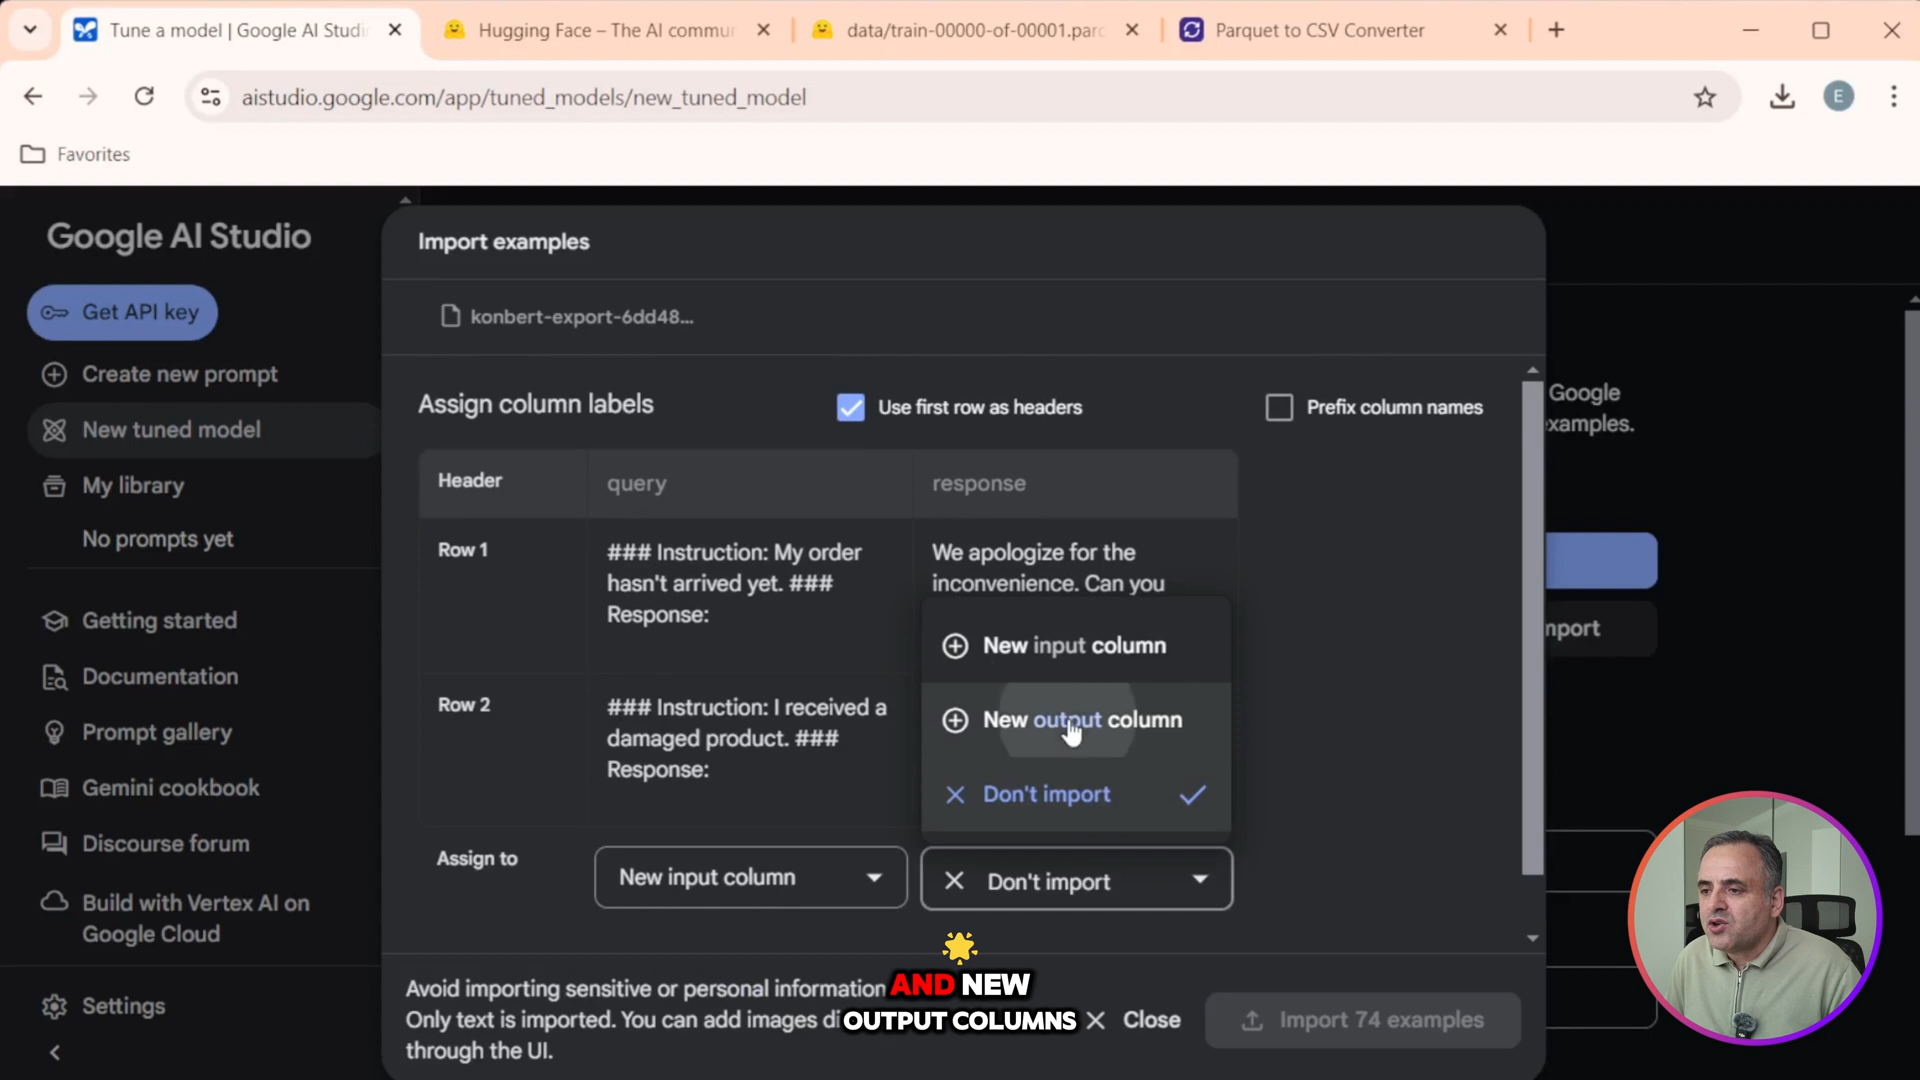 Tune a model | Google AI Studi
Hugging Face – The AI commun
data/train-00000-of-00001.parc
Parquet to CSV Converter
aistudio.google.com/app/tuned_models/new_tuned_model
E
Favorites
Google AI Studio
Get API key
Create new prompt
New tuned model
My library
No prompts yet
Getting started
Documentation
Prompt gallery
Gemini cookbook
Discourse forum
Build with Vertex AI on
Google Cloud
Settings
Import examples
konbert-export-6dd48...
Assign column labels
Use first row as headers
Prefix column names
Header
query
response
Row 1
### Instruction: My order
hasn't arrived yet. ###
Response:
We apologize for the
inconvenience. Can you
Row 2
### Instruction: I received a
damaged product. ###
Response:
New input column
New output column
Don't import
Assign to
New input column
Don't import
Avoid importing sensitive or personal information
Only text is imported. You can add images di
through the UI.
AND NEW
OUTPUT COLUMNS
Close
Import 74 examples
Google
examples.
mport